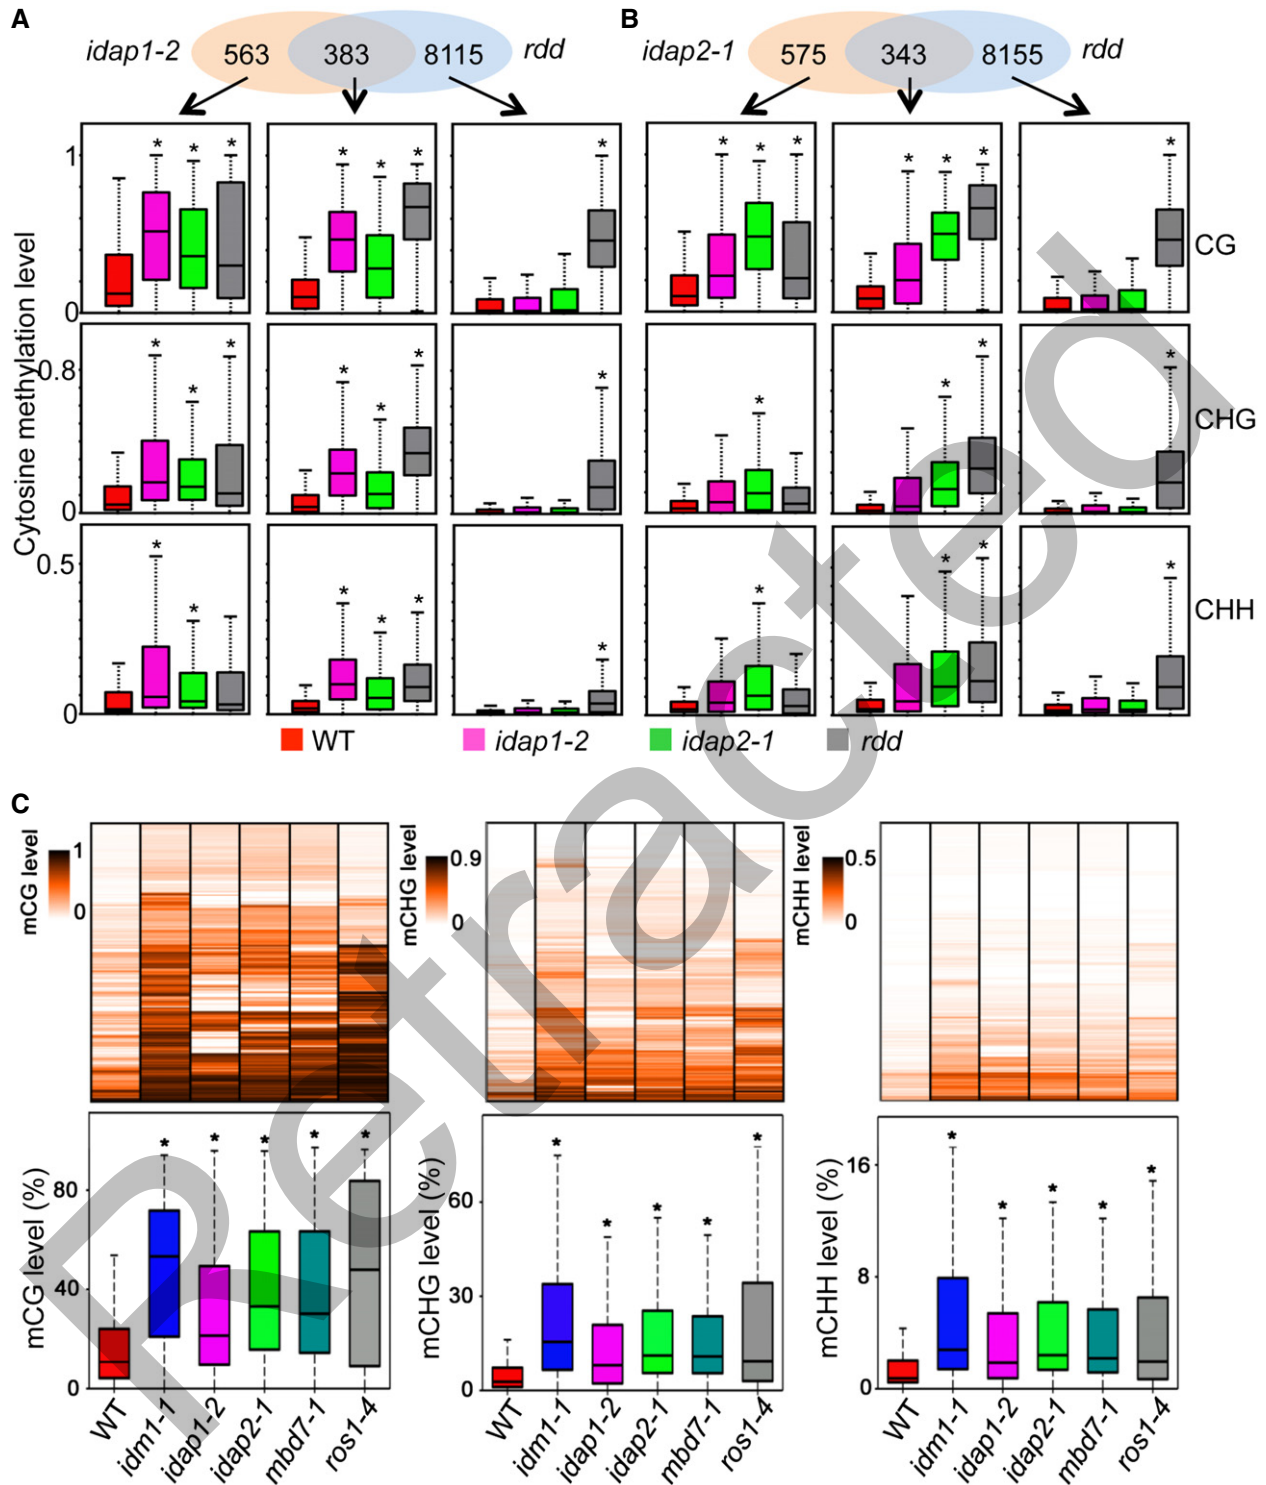 A
B
idap1-2 563 383 8115 rdd
idap2-1 575 343 8155 rdd
Cytosine methylation level
1
0
CG
0.8
0
CHG
0.5
0
CHH
* * *
* * *
*
* * *
* * *
*
* * *
* * *
*
*
* *
*
* *
* * *
*
*
* *
*
WT idap1-2 idap2-1 rdd
Retracted
C
mCG level
1
0
mCHG level
0.9
0
mCHH level
0.5
0
mCG level (%)
80
40
0
* * * * *
WT idm1-1 idap1-2 idap2-1 mbd7-1 ros1-4
mCHG level (%)
60
30
0
* * * * *
WT idm1-1 idap1-2 idap2-1 mbd7-1 ros1-4
mCHH level (%)
16
8
0
* * * * *
WT idm1-1 idap1-2 idap2-1 mbd7-1 ros1-4